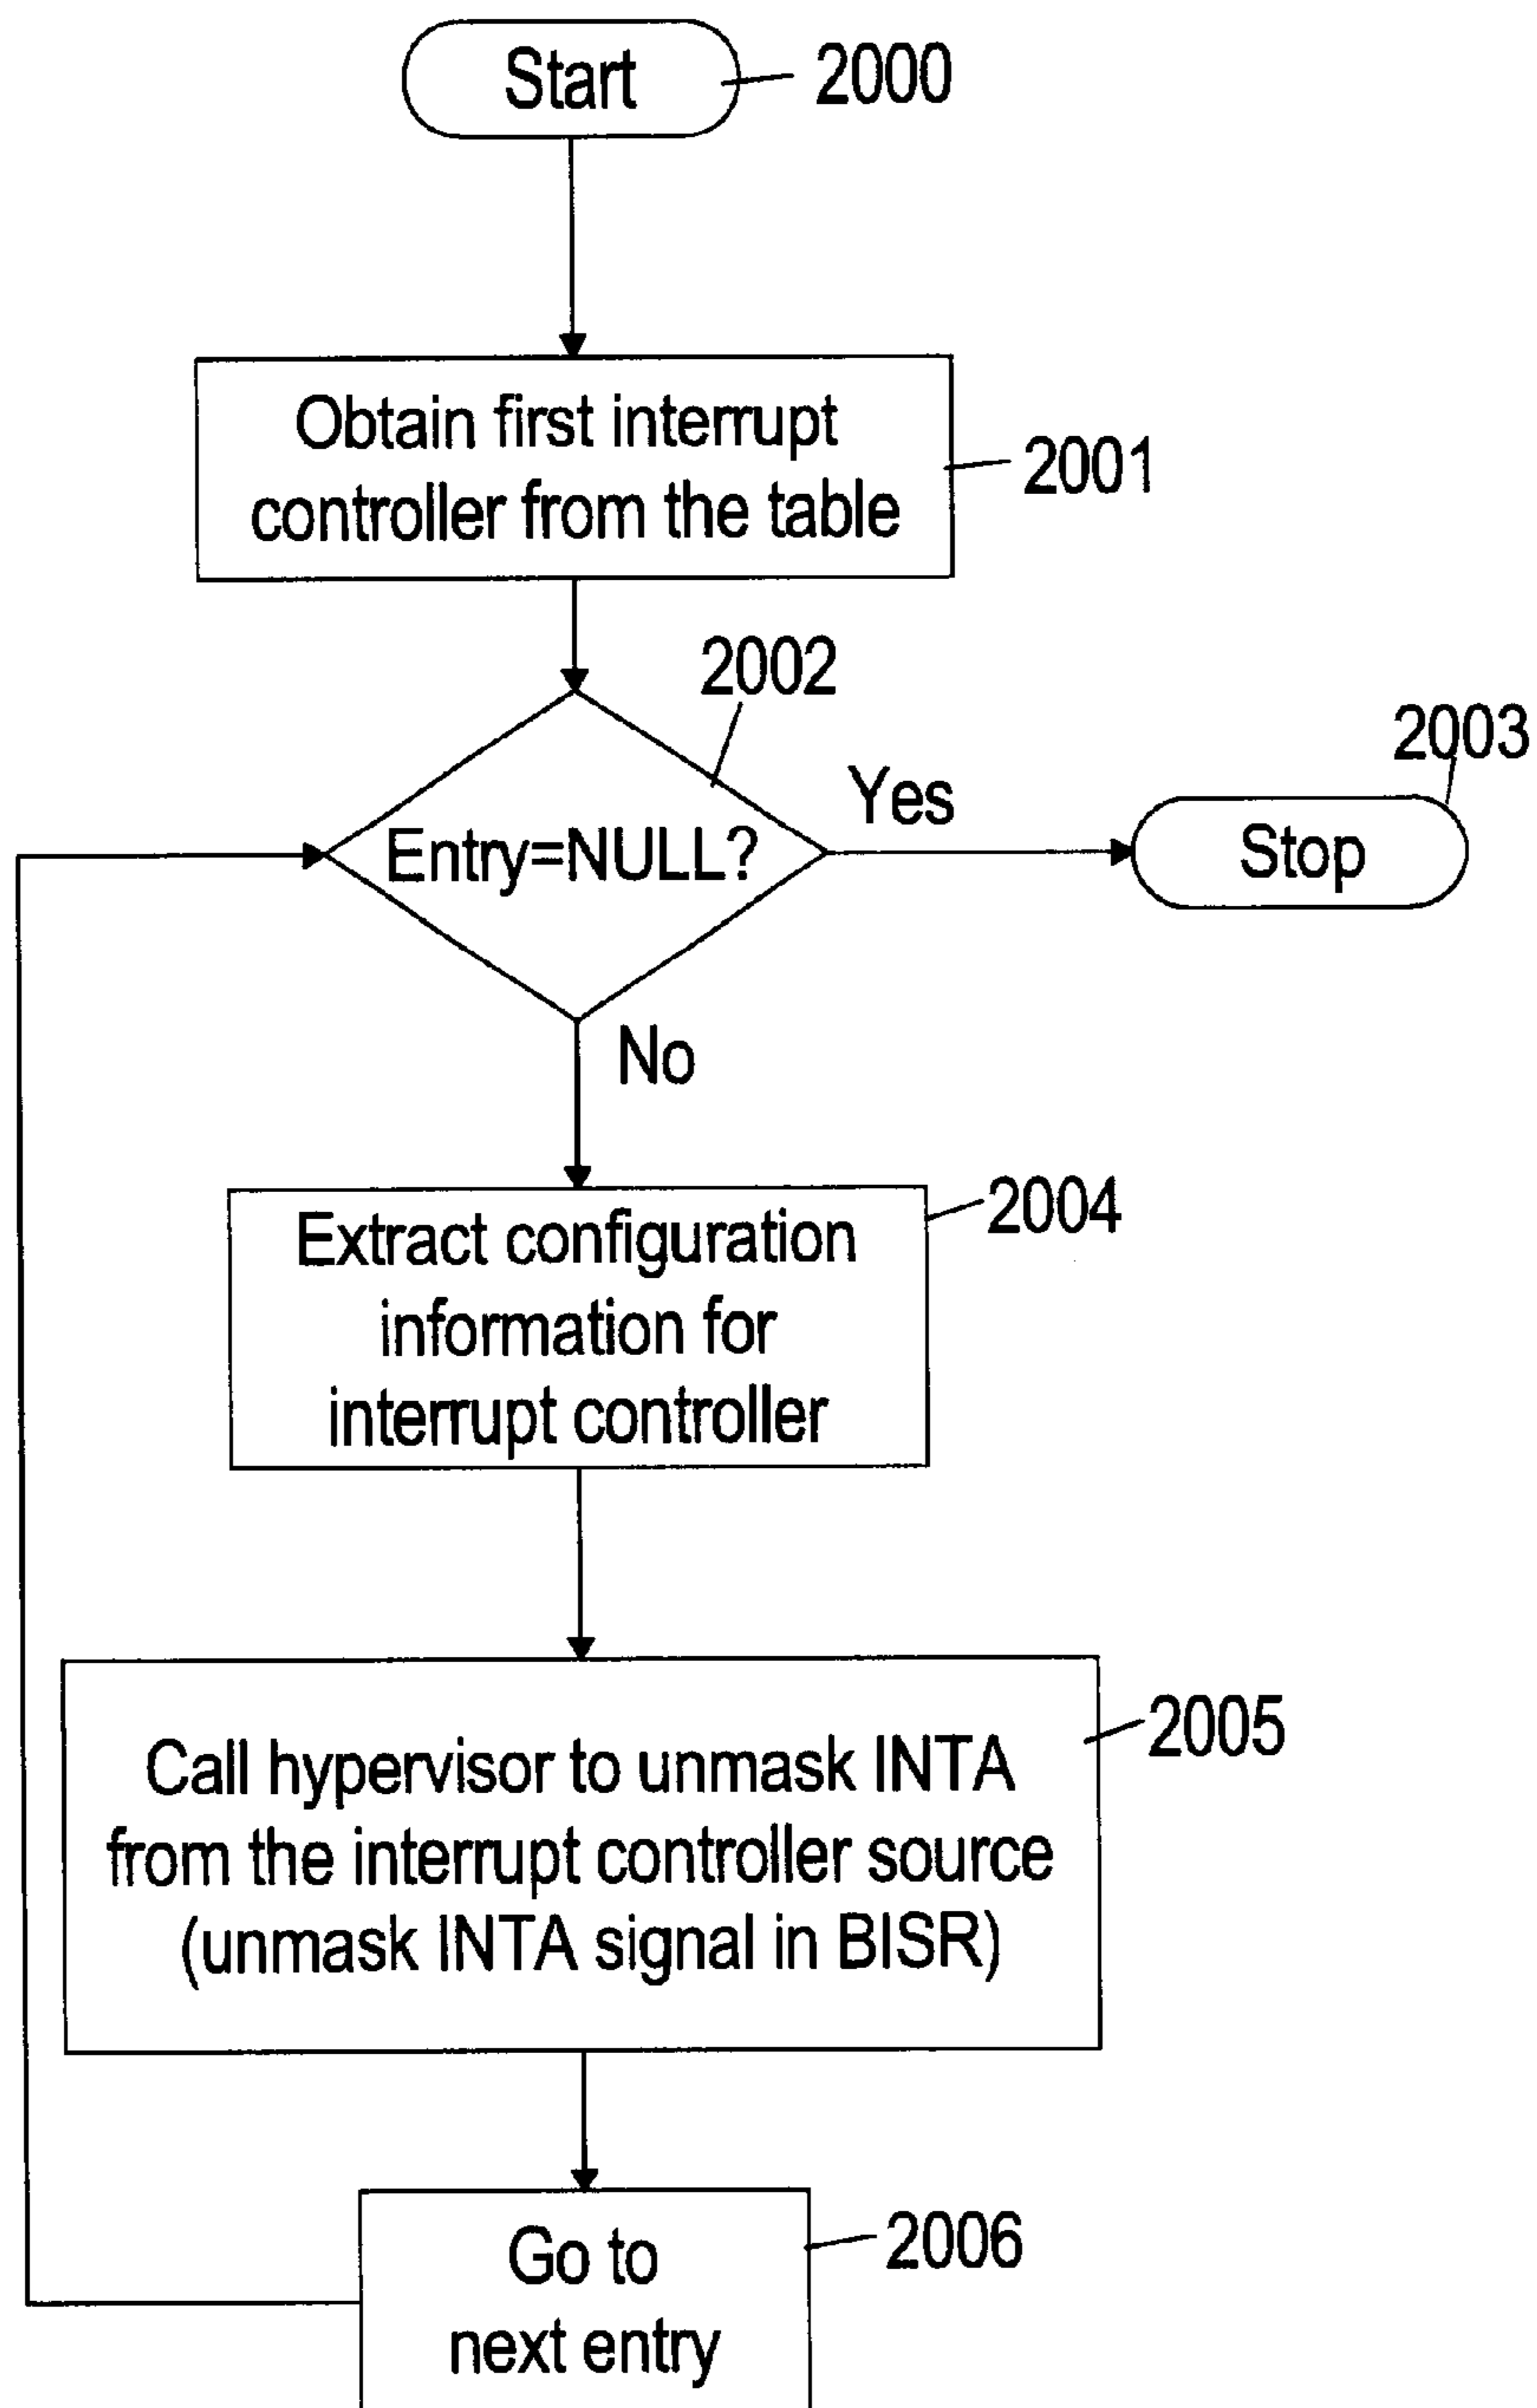 Start
2000
Obtain first interrupt
controller from the table
2001
2002
Entry=NULL?
Yes
2003
Stop
No
Extract configuration
information for
interrupt controller
2004
Call hypervisor to unmask INTA
from the interrupt controller source
(unmask INTA signal in BISR)
2005
Go to
next entry
2006